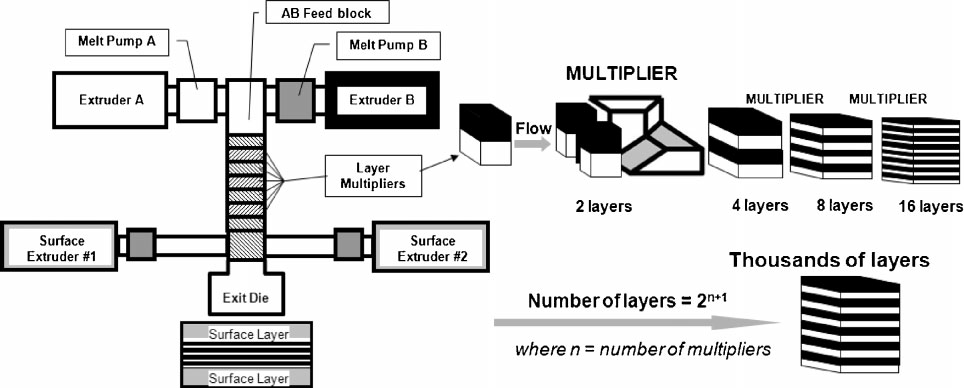 AB Feed block
Melt Pump A
Melt Pump B
Extruder A
Extruder B
MULTIPLIER
MULTIPLIER
MULTIPLIER
Flow
Layer
Multipliers
2 layers
4 layers
8 layers
16 layers
Surface
Extruder #1
Surface
Extruder #2
Exit Die
Surface Layer
Surface Layer
Thousands of layers
Number of layers = 2ⁿ⁺¹
where n = number of multipliers